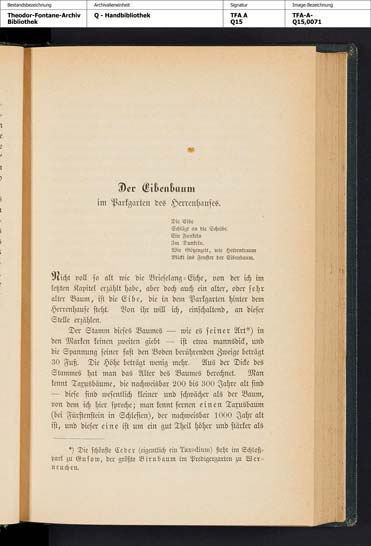 Bestandsbezeichnung
Archivalieneinheit
Signatur
Image-Bezeichnung
Theodor-Fontane-Archiv
Bibliothek
Q - Handbibliothek
TFA A
Q15
TFA-A-
Q15,0071
Der Eibenbaum
im Parkgarten des Herrenhauses.
Die Eibe
Schlägt an die Scheibe.
Ein Funkeln
Im Dunkeln.
Wie Götzenzeit, wie Heidentraum
Blickt ins Fenster der Eibenbaum.
Nicht voll so alt wie die Brieselang-Eiche, von der ich im
letzten Kapitel erzählt habe, aber doch auch ein alter, oder sehr
alter Baum, ist die Eibe, die in dem Parkgarten hinter dem
Herrenhause steht. Von ihr will ich, einschaltend, an dieser
Stelle erzählen.
Der Stamm dieses Baumes — wie es seiner Art*) in
den Marken keinen zweiten giebt — ist etwa mannsdick, und
die Spannung seiner fast den Boden berührenden Zweige beträgt
30 Fuß. Die Höhe beträgt wenig mehr. Aus der Dicke des
Stammes hat man das Alter des Baumes berechnet. Man
kennt Taxusbäume, die nachweisbar 200 bis 300 Jahre alt sind
— diese sind wesentlich kleiner und schwächer als der Baum,
von dem ich hier spreche; man kennt fernen einen Taxusbaum
(bei Fürstenstein in Schlesien), der nachweisbar 1000 Jahr alt
ist, und dieser eine ist um ein gut Theil höher und stärker als
*) Die schönste Ceder (eigentlich ein Taxodium) steht im Schloß-
park zu Gusow, der größte Birnbaum im Predigergarten zu Wer-
neuchen.